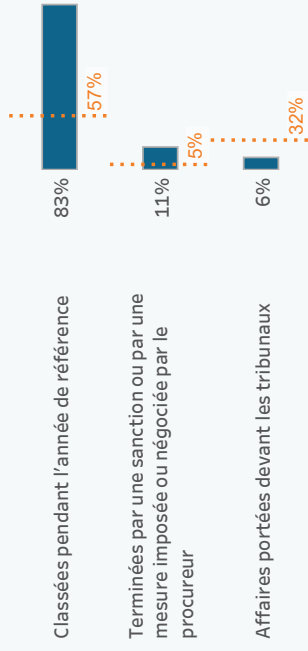 Classées pendant l'année de référence
83%
57%
Terminées par une sanction ou par une
mesure imposée ou négociée par le
procureur
11%
5%
Affaires portées devant les tribunaux
6%
32%